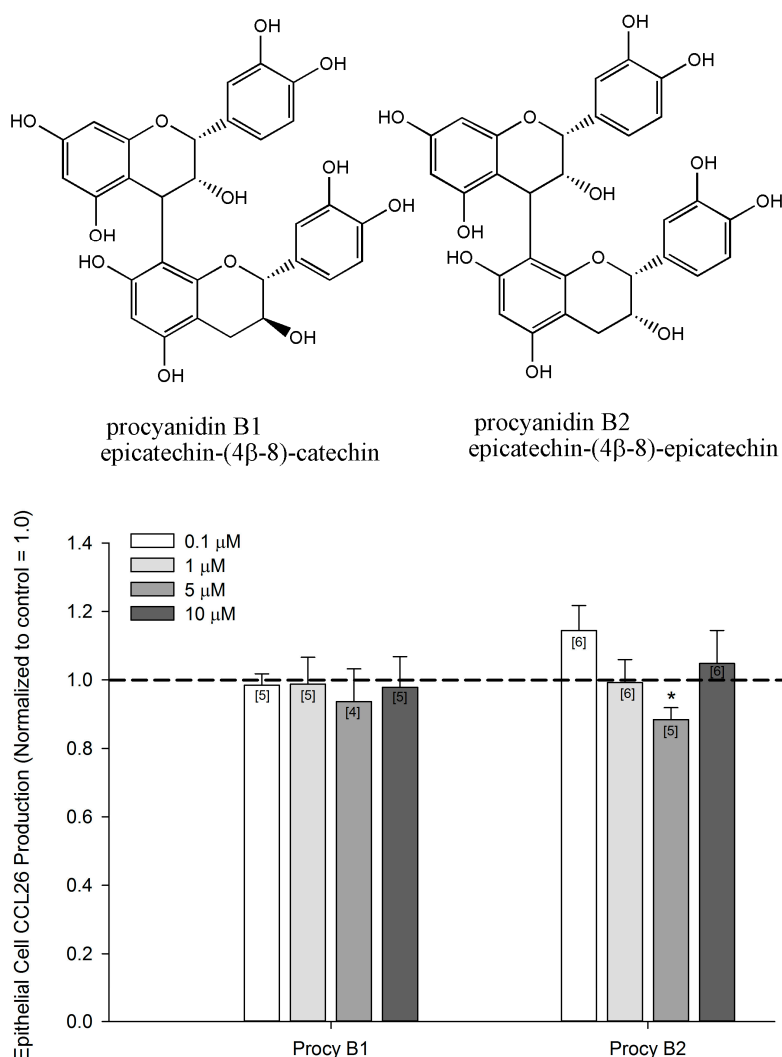 OH
OH
HO
O
OH
OH
OH
OH
HO
O
OH
OH
OH
OH
HO
O
OH
OH
OH
OH
HO
O
OH
OH
procyanidin B1
epicatechin-(4β-8)-catechin
procyanidin B2
epicatechin-(4β-8)-epicatechin
Epithelial Cell CCL26 Production (Normalized to control = 1.0)
1.4
1.2
1.0
0.8
0.6
0.4
0.2
0.0
0.1 μM
1 μM
5 μM
10 μM
[5]
[5]
[4]
[5]
[6]
[6]
*
[5]
[6]
Procy B1
Procy B2